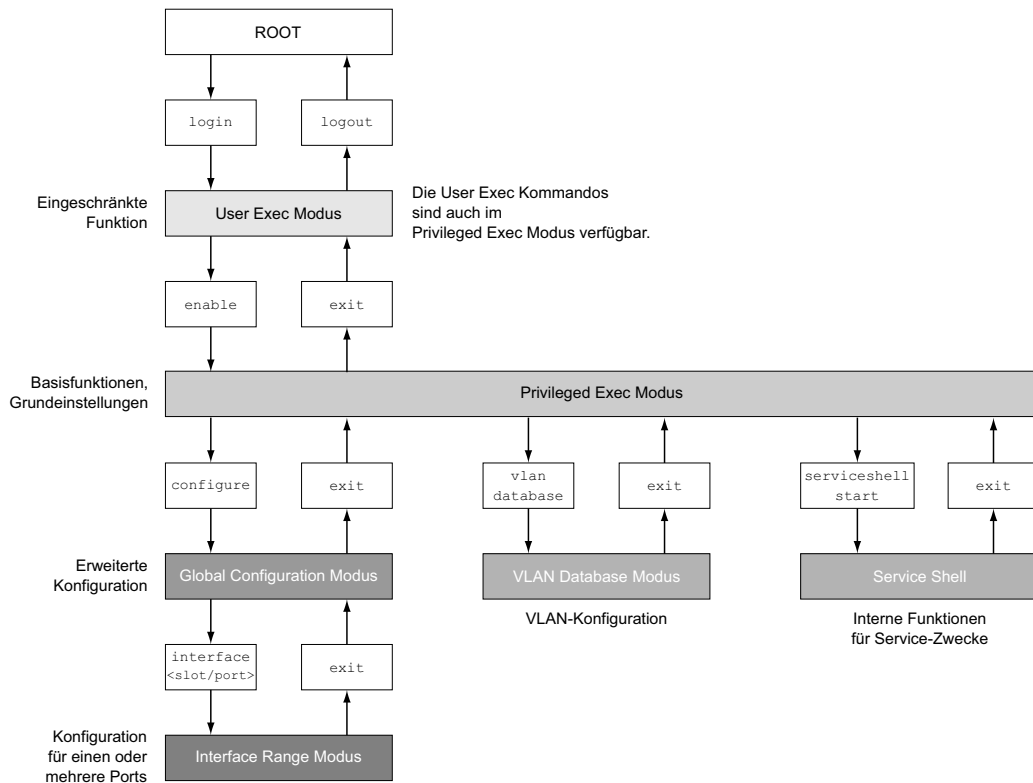 ROOT
login
logout
Eingeschränkte
Funktion
User Exec Modus
Die User Exec Kommandos
sind auch im
Privileged Exec Modus verfügbar.
enable
exit
Basisfunktionen,
Grundeinstellungen
Privileged Exec Modus
configure
exit
vlan
database
exit
serviceshell
start
exit
Erweiterte
Konfiguration
Global Configuration Modus
VLAN Database Modus
Service Shell
VLAN-Konfiguration
Interne Funktionen
für Service-Zwecke
interface
<slot/port>
exit
Konfiguration
für einen oder
mehrere Ports
Interface Range Modus